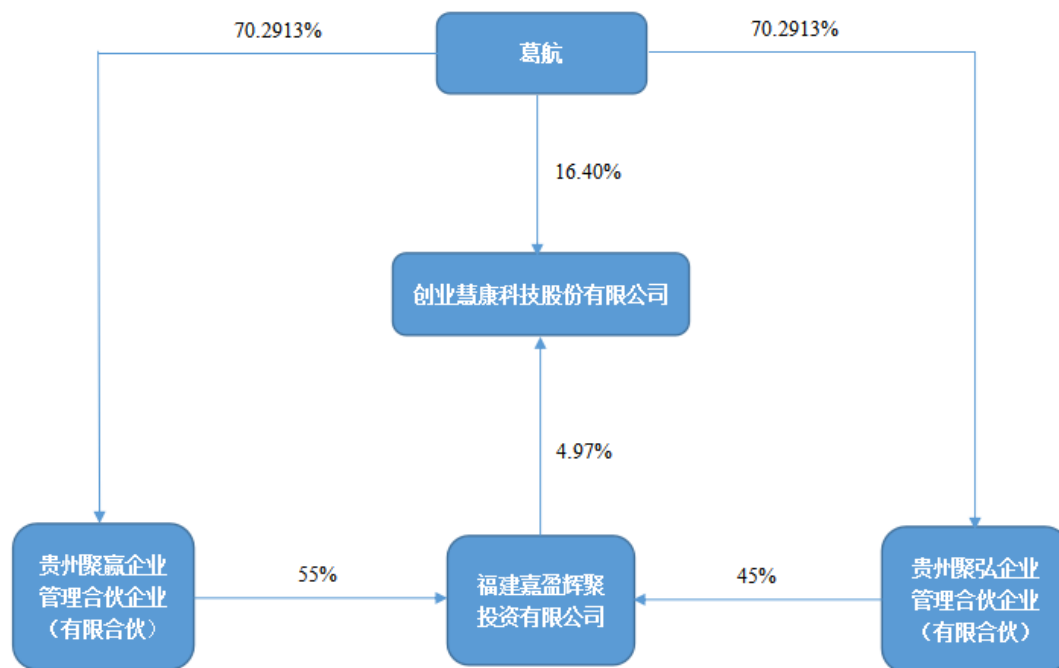 70.2913%
葛航
70.2913%
16.40%
创业慧康科技股份有限公司
4.97%
贵州聚赢企业
管理合伙企业
（有限合伙）
55%
福建嘉盈辉聚
投资有限公司
45%
贵州聚弘企业
管理合伙企业
（有限合伙）